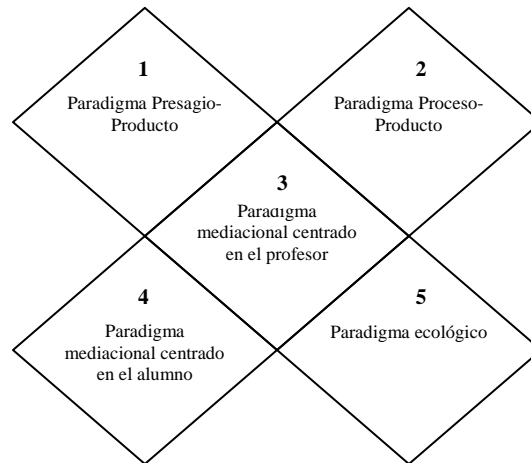 1
Paradigma Presagio-
Producto
2
Paradigma Proceso-
Producto
3
Paradigma
mediacional centrado
en el profesor
4
Paradigma
mediacional centrado
en el alumno
5
Paradigma ecológico